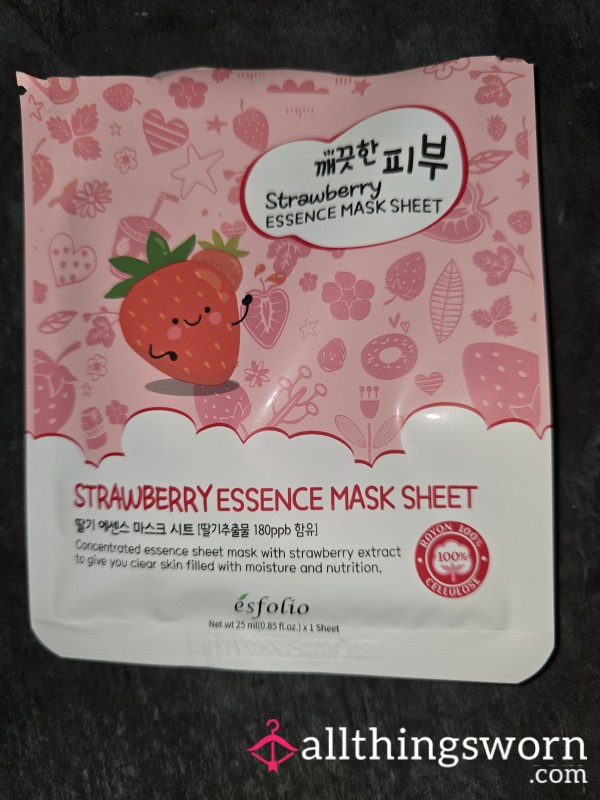 깨끗한 피부
Strawberry
ESSENCE MASK SHEET
STRAWBERRY ESSENCE MASK SHEET
딸기 에센스 마스크 시트 [딸기추출물 180ppb 함유]
Concentrated essence sheet mask with strawberry extract
to give you clear skin filled with moisture and nutrition.
RAYON 100%
100%
CELLULOSE
esfolio
Net wt 25 ml(0.85 fl.oz.) x 1 Sheet
allthingsworn
.com